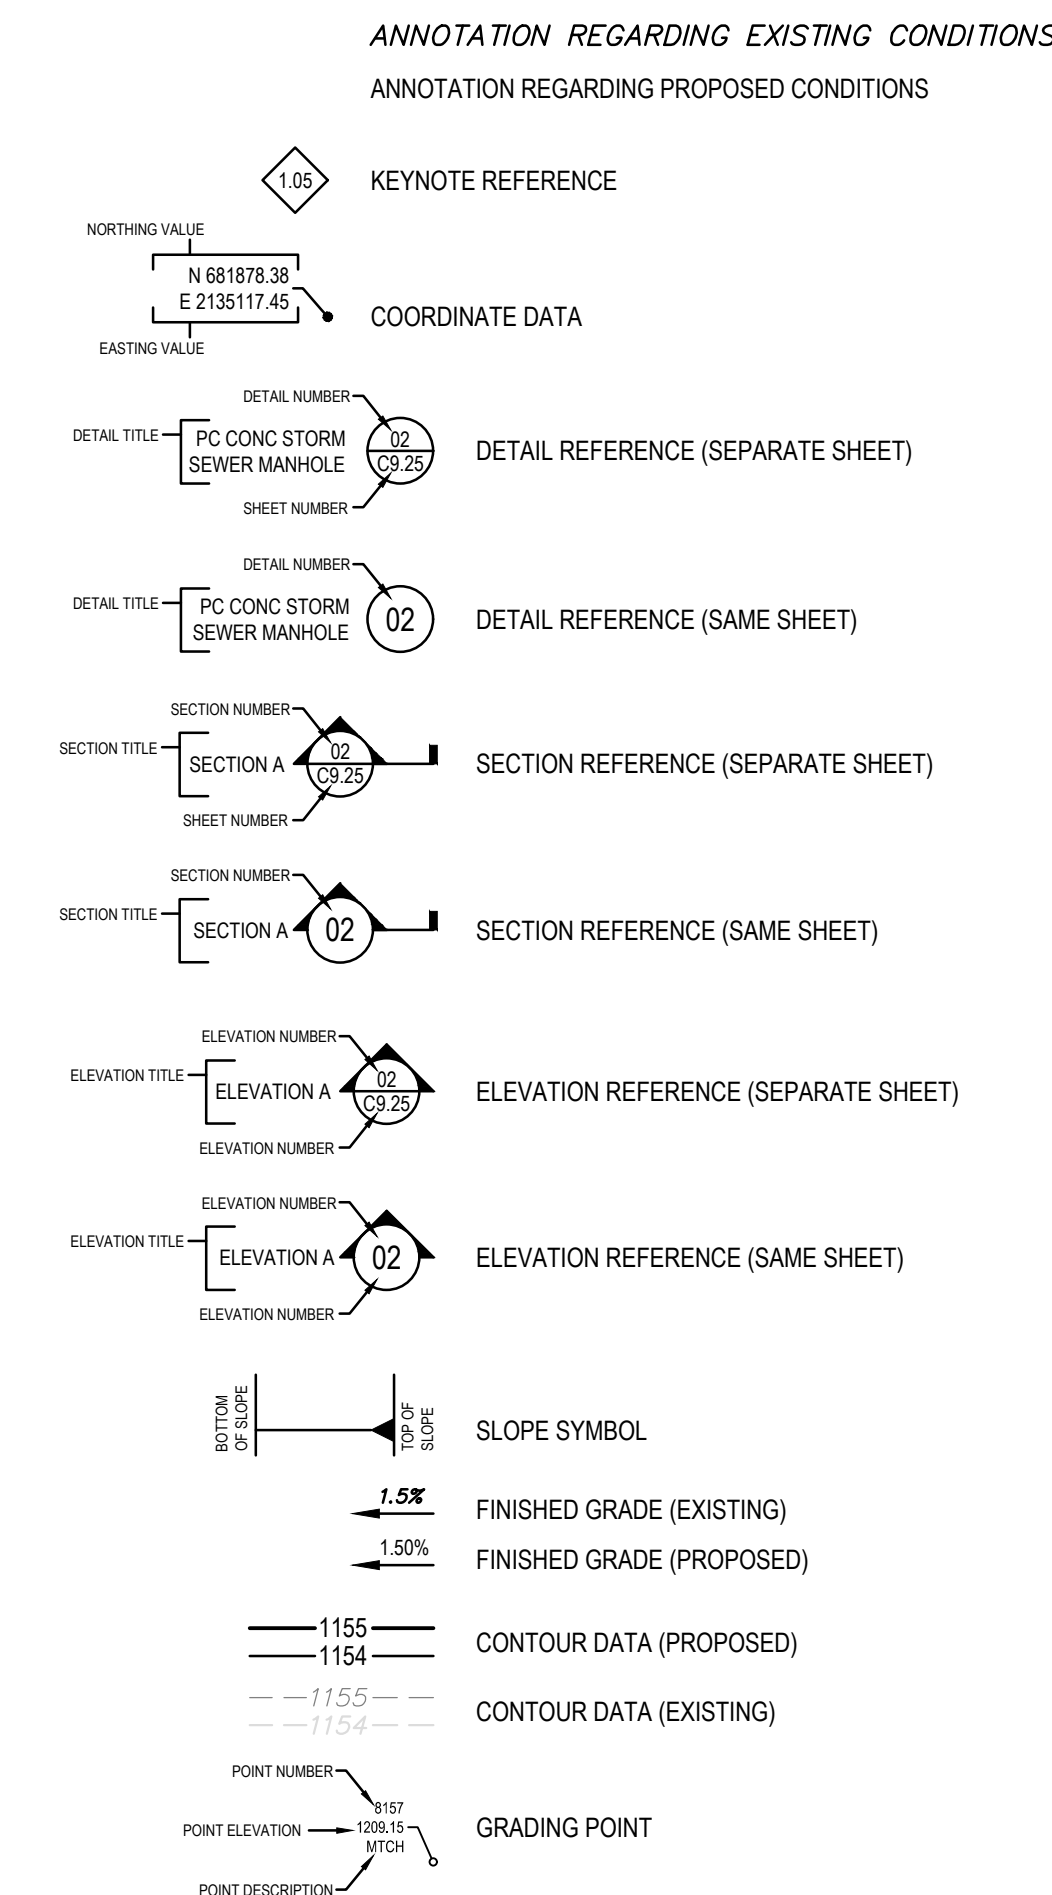 ANNOTATION REGARDING EXISTING CONDITIONS
ANNOTATION REGARDING PROPOSED CONDITIONS
1.05
KEYNOTE REFERENCE
NORTHING VALUE
N 681878.38
E 2135117.45
COORDINATE DATA
EASTING VALUE
DETAIL NUMBER
DETAIL TITLE
PC CONC STORM
SEWER MANHOLE
02
C9.25
DETAIL REFERENCE (SEPARATE SHEET)
SHEET NUMBER
DETAIL NUMBER
DETAIL TITLE
PC CONC STORM
SEWER MANHOLE
02
DETAIL REFERENCE (SAME SHEET)
SECTION NUMBER
SECTION TITLE
SECTION A
02
C9.25
SECTION REFERENCE (SEPARATE SHEET)
SHEET NUMBER
SECTION NUMBER
SECTION TITLE
SECTION A
02
SECTION REFERENCE (SAME SHEET)
ELEVATION NUMBER
ELEVATION TITLE
ELEVATION A
02
C9.25
ELEVATION REFERENCE (SEPARATE SHEET)
ELEVATION NUMBER
ELEVATION NUMBER
ELEVATION TITLE
ELEVATION A
02
ELEVATION REFERENCE (SAME SHEET)
ELEVATION NUMBER
BOTTOM
OF SLOPE
TOP OF
SLOPE
SLOPE SYMBOL
1.5%
FINISHED GRADE (EXISTING)
1.50%
FINISHED GRADE (PROPOSED)
1155
1154
CONTOUR DATA (PROPOSED)
1155
1154
CONTOUR DATA (EXISTING)
POINT NUMBER
8157
POINT ELEVATION
1209.15
MTCH
GRADING POINT
POINT DESCRIPTION